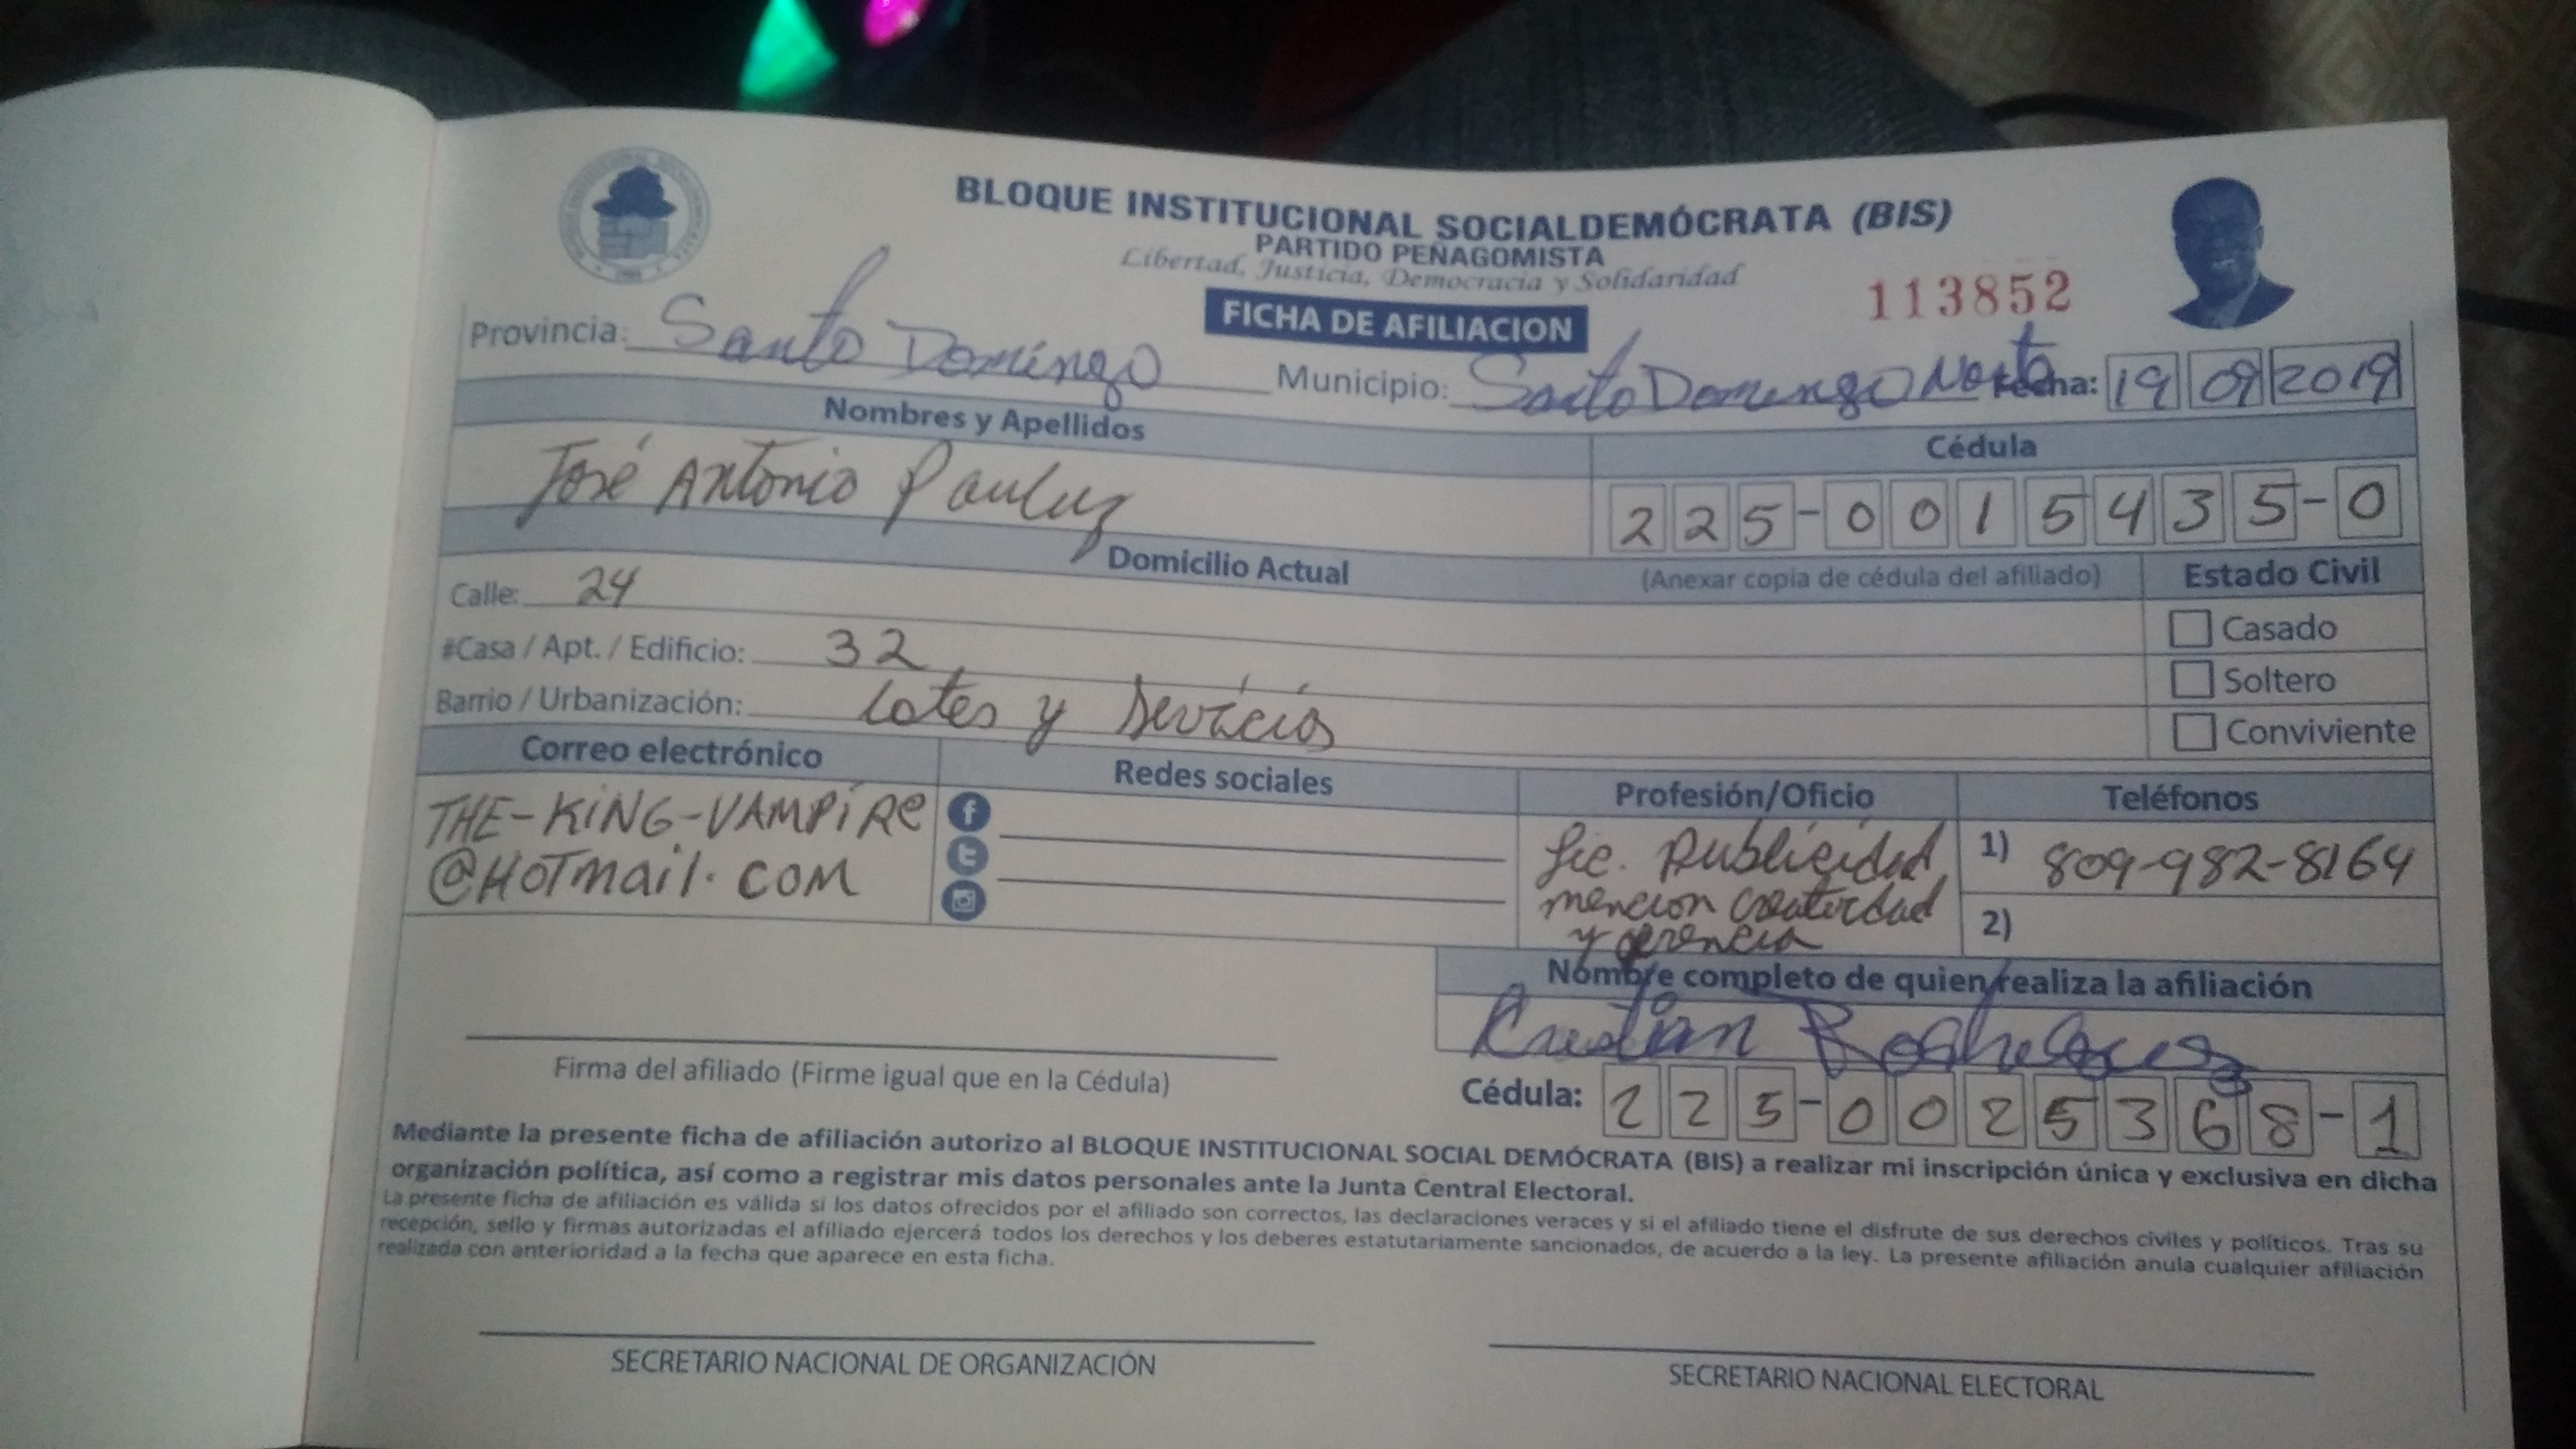 BLOQUE INSTITUCIONAL SOCIALDEMÓCRATA (BIS)
PARTIDO PEÑAGOMISTA
Libertad, Justicia, Democracia y Solidaridad
113852
FICHA DE AFILIACION
Provincia: Santo Domingo Municipio: Santo Domingo Norte Fecha: 19 09 2019
Nombres y Apellidos Cédula
José Antonio 225-0015435-0
Domicilio Actual (Anexar copia de cédula del afiliado) Estado Civil
Calle: 24
Casado
#Casa / Apt. / Edificio: 32
Soltero
Barrio / Urbanización: Lotes y Servicios
Conviviente
Correo electrónico Redes sociales Profesión/Oficio Teléfonos
THE-KING-VAMPIRE
@HOTmail.COM
Lic. Publicidad,
mencion creatividad
y gerencia
1) 809-982-8164
2)
Nombre completo de quien realiza la afiliación
Firma del afiliado (Firme igual que en la Cédula)
Cédula: 225-0025368-1
Mediante la presente ficha de afiliación autorizo al BLOQUE INSTITUCIONAL SOCIAL DEMÓCRATA (BIS) a realizar mi inscripción única y exclusiva en dicha
organización política, así como a registrar mis datos personales ante la Junta Central Electoral.
La presente ficha de afiliación es válida si los datos ofrecidos por el afiliado son correctos, las declaraciones veraces y si el afiliado tiene el disfrute de sus derechos civiles y políticos. Tras su
recepción, sello y firmas autorizadas el afiliado ejercerá todos los derechos y los deberes estatutariamente sancionados, de acuerdo a la ley. La presente afiliación anula cualquier afiliación
realizada con anterioridad a la fecha que aparece en esta ficha.
SECRETARIO NACIONAL DE ORGANIZACIÓN
SECRETARIO NACIONAL ELECTORAL